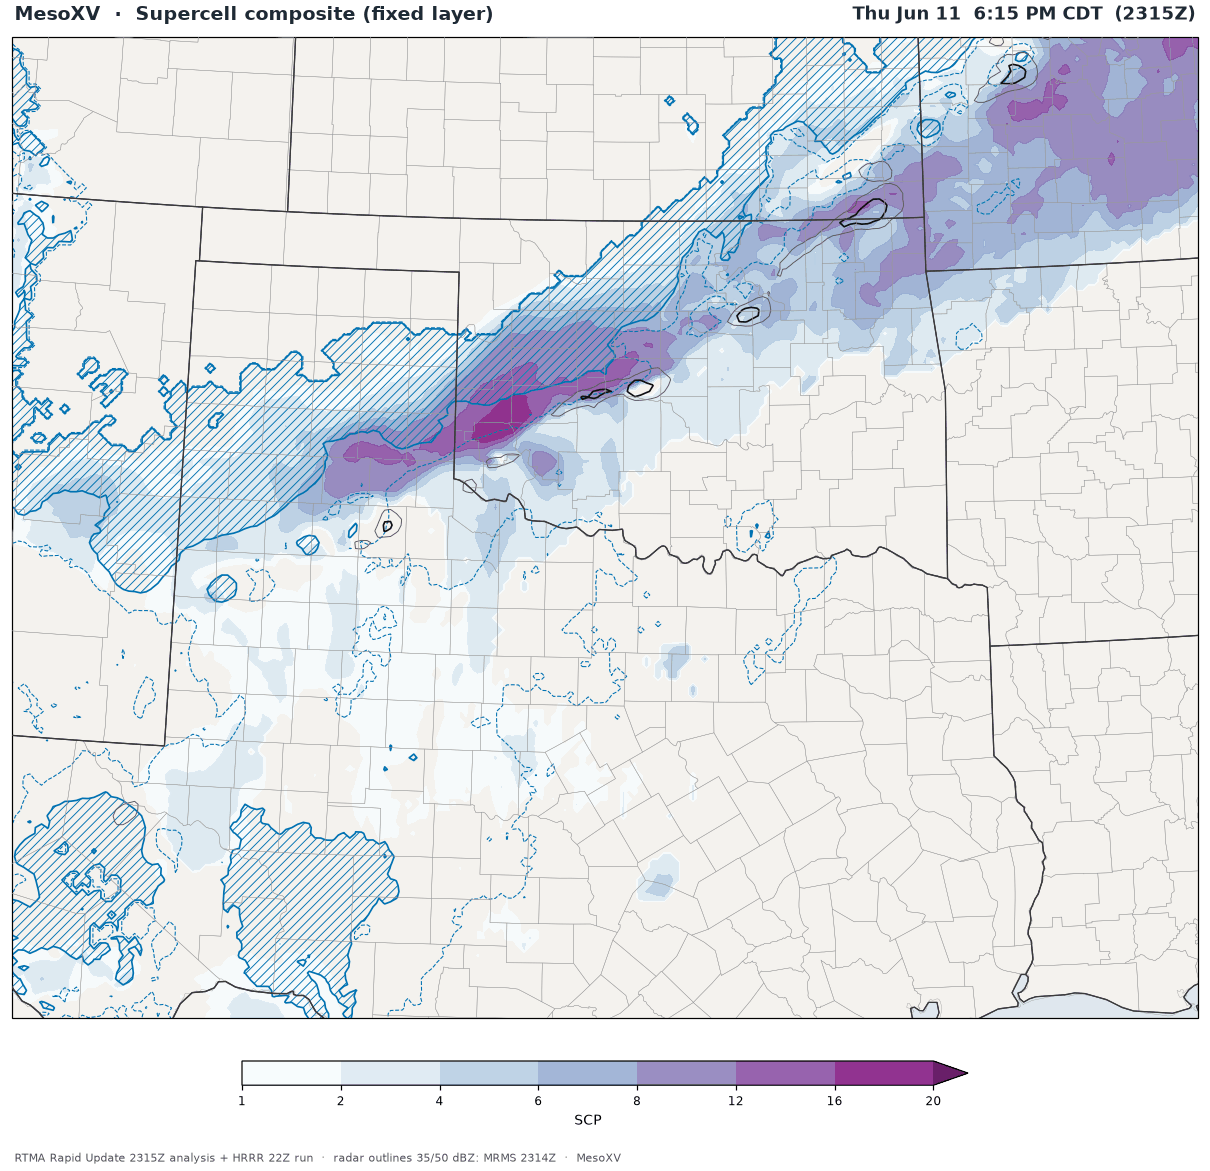 MesoXV · Supercell composite (fixed layer)
Thu Jun 11 6:15 PM CDT (2315Z)
1 2 4 6 8 12 16 20
SCP
RTMA Rapid Update 2315Z analysis + HRRR 22Z run · radar outlines 35/50 dBZ: MRMS 2314Z · MesoXV